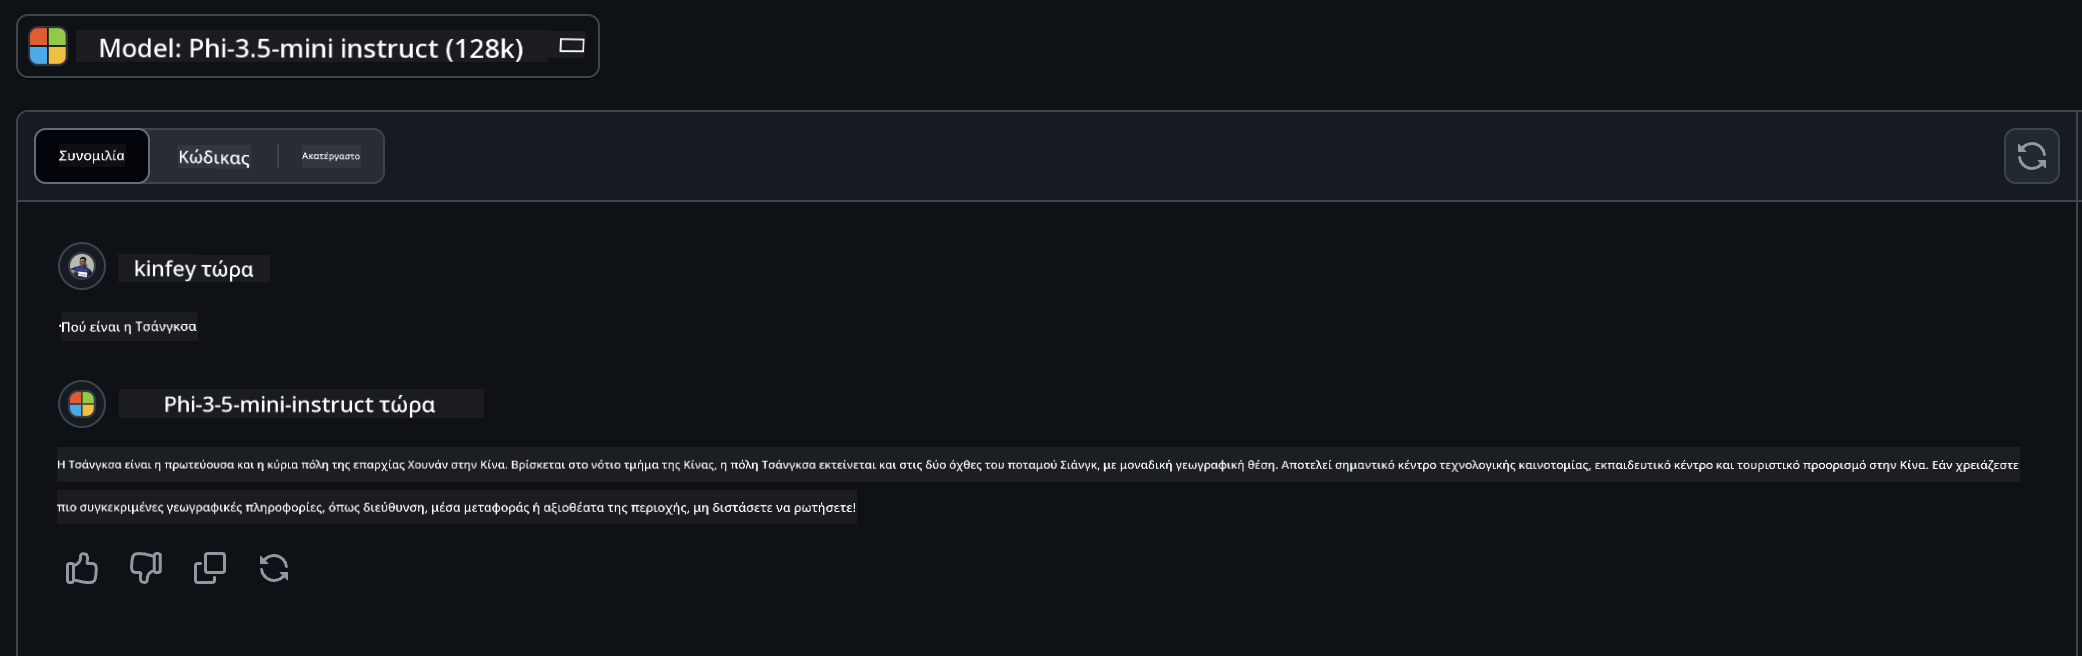 Model: Phi-3.5-mini instruct (128k)
Συνομιλία
Κώδικας
Ακατέργαστο
kinfey τώρα
Πού είναι η Τσάνγκσα
Phi-3-5-mini-instruct τώρα
Η Τσάνγκσα είναι η πρωτεύουσα και η κύρια πόλη της επαρχίας Χουνάν στην Κίνα. Βρίσκεται στο νότιο τμήμα της Κίνας, η πόλη Τσάνγκσα εκτείνεται και στις δύο όχθες του ποταμού Σιάνγκ, με μοναδική γεωγραφική θέση. Αποτελεί σημαντικό κέντρο τεχνολογικής καινοτομίας, εκπαιδευτικό κέντρο και τουριστικό προορισμό στην Κίνα. Εάν χρειάζεστε
πιο συγκεκριμένες γεωγραφικές πληροφορίες, όπως διεύθυνση, μέσα μεταφοράς ή αξιοθέατα της περιοχής, μη διστάσετε να ρωτήσετε!